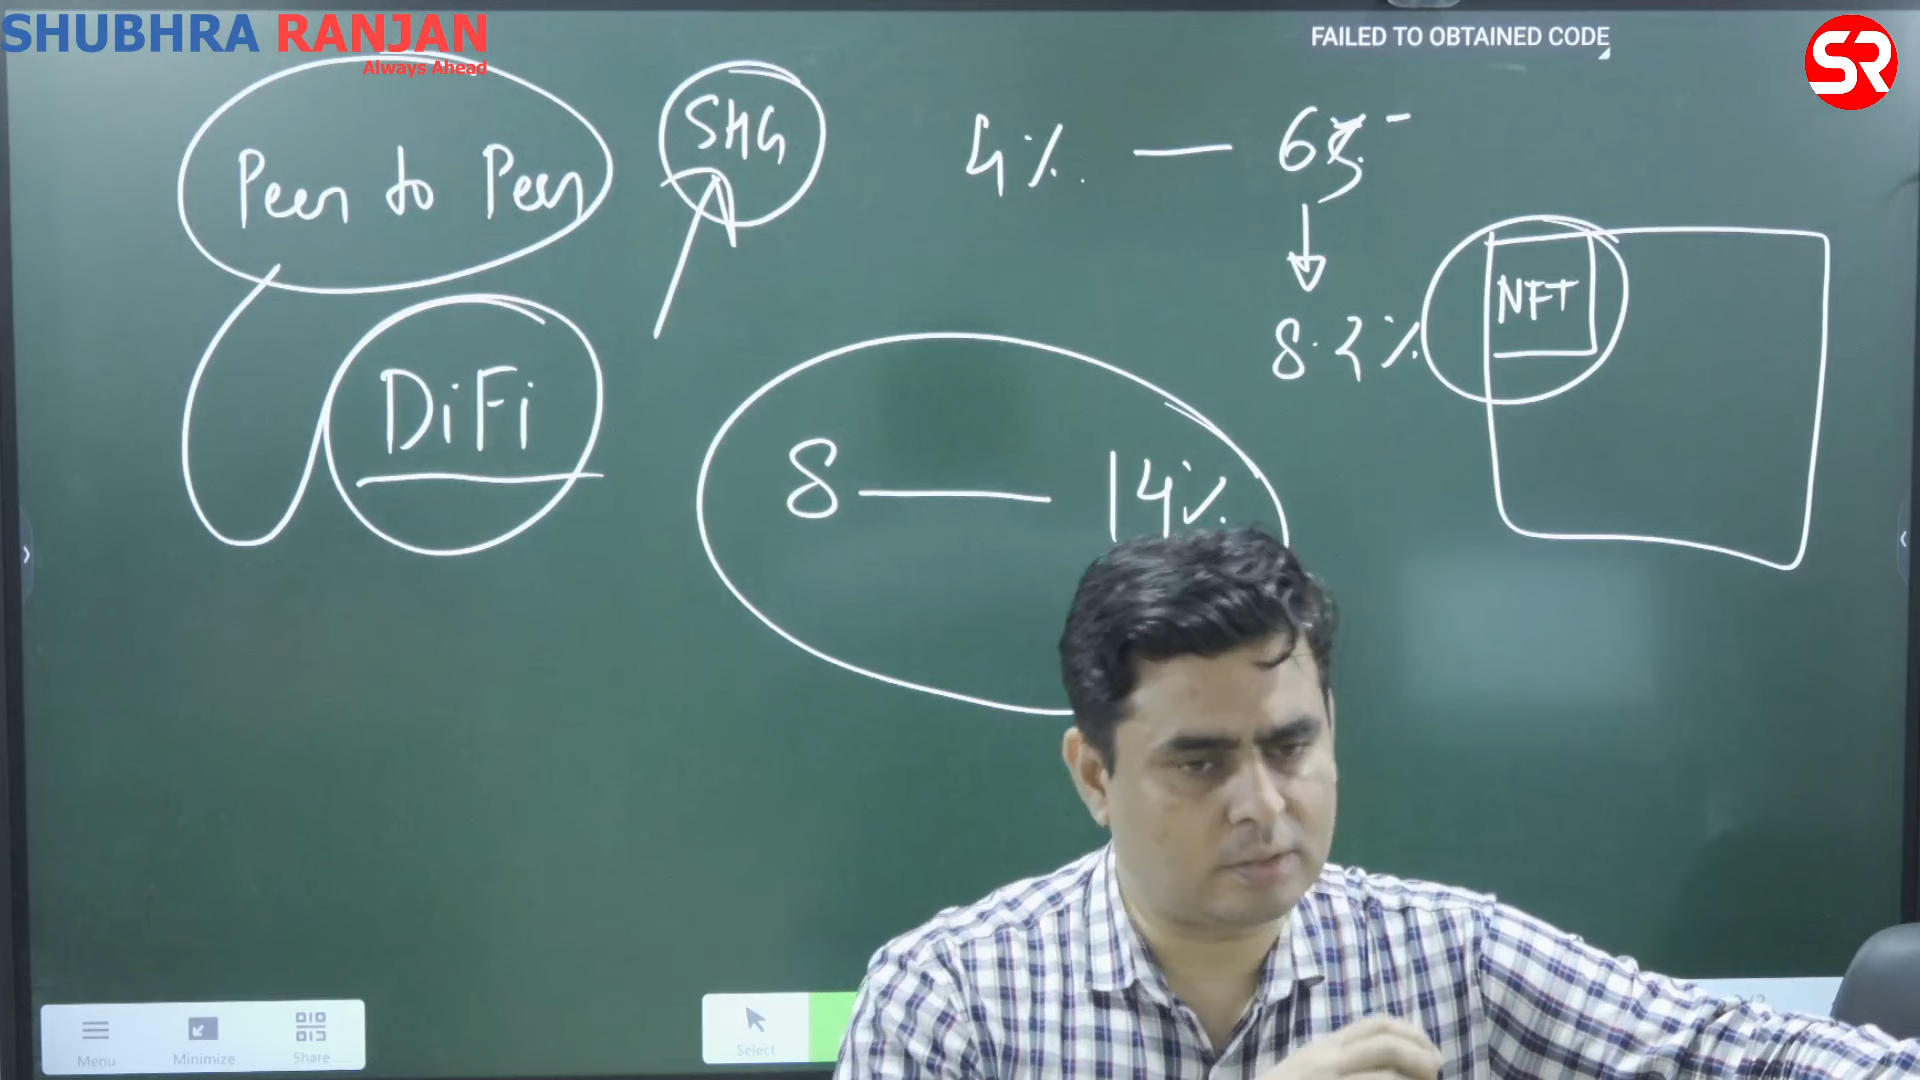 SHUBHRA RANJAN
Always Ahead
FAILED TO OBTAINED CODE
SR
Peer to Peer
SHG
4% — 6
8.2%
NFT
DiFi
8 — 14%
Menu
Minimize
Share
Select